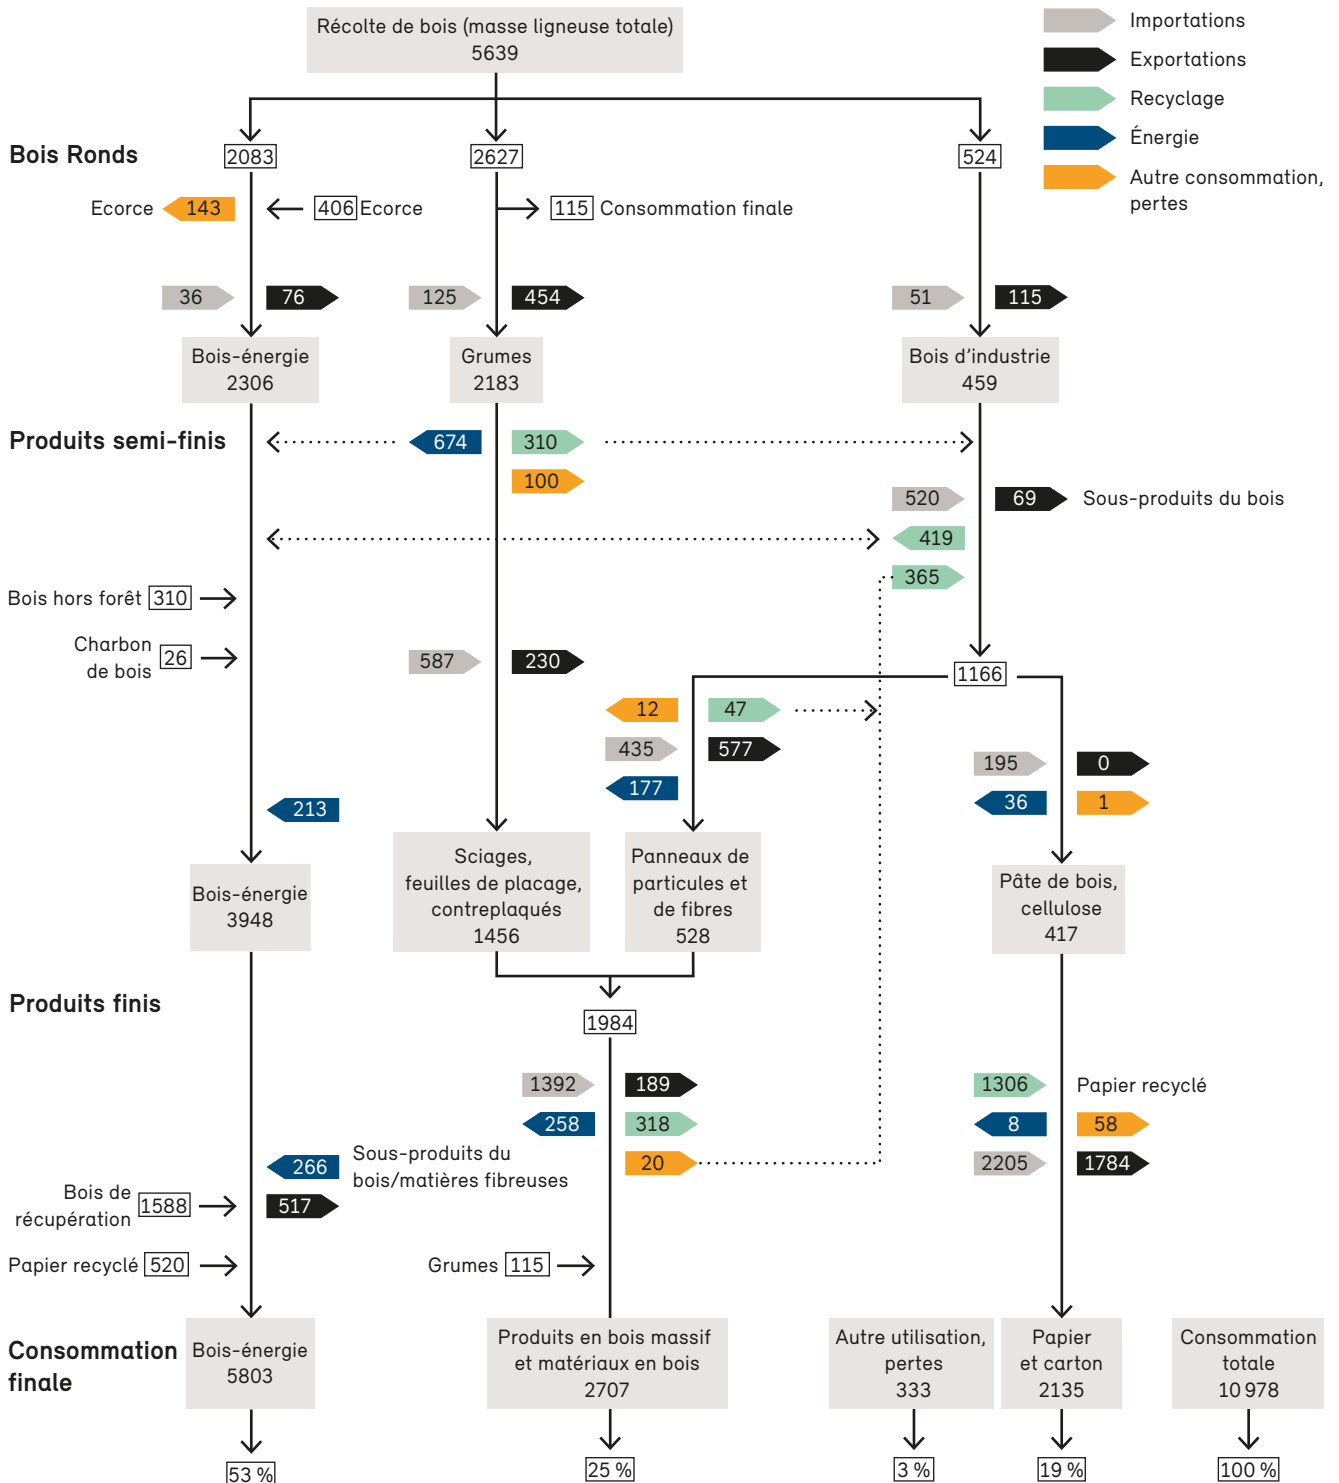 Récolte de bois (masse ligneuse totale)
5639
Importations
Exportations
Recyclage
Énergie
Autre consommation,
pertes
Bois Ronds
2083
2627
524
Ecorce 143
406 Ecorce
115 Consommation finale
36
76
125
454
51
115
Bois-énergie
2306
Grumes
2183
Bois d'industrie
459
Produits semi-finis
674
310
100
520
69
Sous-produits du bois
419
365
Bois hors forêt 310
Charbon
de bois
26
587
230
1166
12
47
435
577
177
195
0
36
1
213
Bois-énergie
3948
Sciages,
feuilles de placage,
contreplaqués
1456
Panneaux de
particules et
de fibres
528
Pâte de bois,
cellulose
417
Produits finis
1984
1392
189
258
318
20
1306
Papier recyclé
8
58
2205
1784
266
Sous-produits du
bois/matières fibreuses
Bois de
récupération
1588
517
Papier recyclé 520
Grumes 115
Consommation
finale
Bois-énergie
5803
Produits en bois massif
et matériaux en bois
2707
Autre utilisation,
pertes
333
Papier
et carton
2135
Consommation
totale
10 978
53 %
25 %
3 %
19 %
100 %